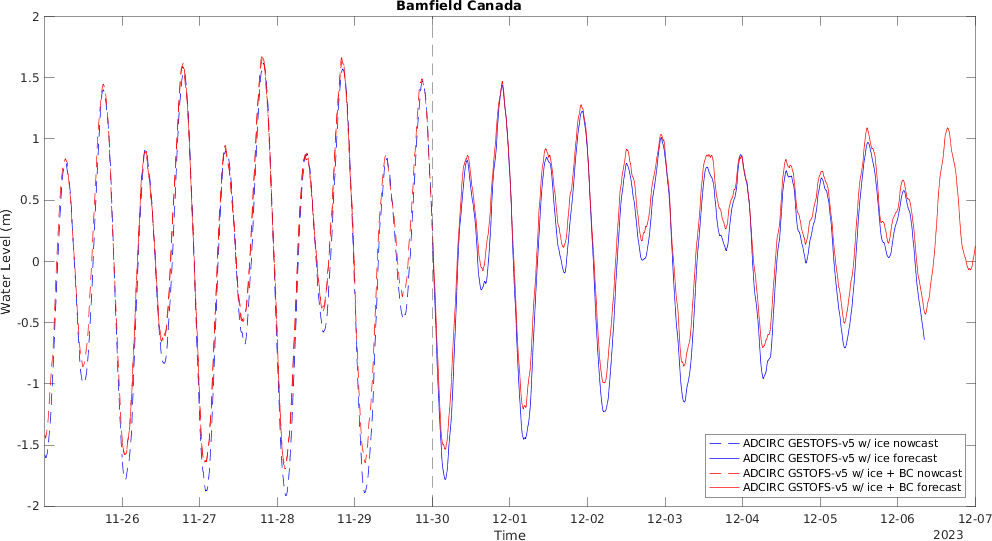 Bamfield Canada
2
1.5
1
0.5
0
-0.5
-1
-1.5
-2
Water Level (m)
11-26 11-27 11-28 11-29 11-30 12-01 12-02 12-03 12-04 12-05 12-06 12-07
Time
2023
ADCIRC GESTOFS-v5 w/ ice nowcast
ADCIRC GESTOFS-v5 w/ ice forecast
ADCIRC GSTOFS-v5 w/ ice + BC nowcast
ADCIRC GSTOFS-v5 w/ ice + BC forecast